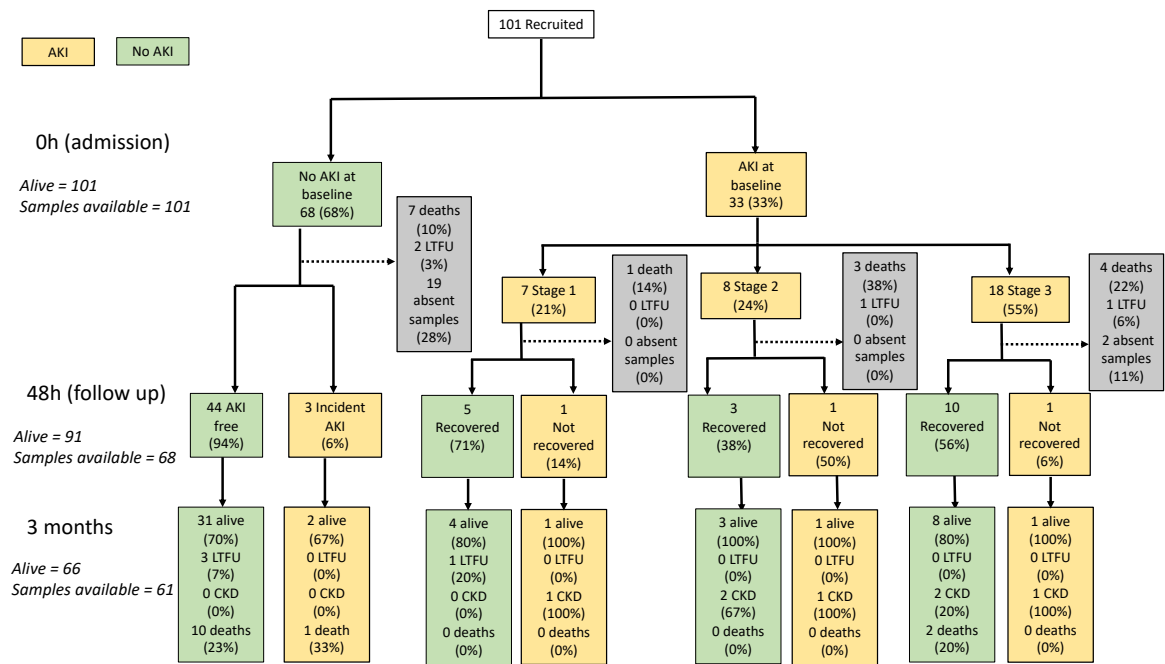 101 Recruited
AKI
No AKI
0h (admission)
Alive = 101
Samples available = 101
No AKI at
baseline
68 (68%)
AKI at
baseline
33 (33%)
7 deaths
(10%)
2 LTFU
(3%)
19
absent
samples
(28%)
7 Stage 1
(21%)
1 death
(14%)
0 LTFU
(0%)
0 absent
samples
(0%)
8 Stage 2
(24%)
3 deaths
(38%)
1 LTFU
(0%)
0 absent
samples
(0%)
18 Stage 3
(55%)
4 deaths
(22%)
1 LTFU
(6%)
2 absent
samples
(11%)
48h (follow up)
Alive = 91
Samples available = 68
44 AKI
free
(94%)
3 Incident
AKI
(6%)
5
Recovered
(71%)
1
Not
recovered
(14%)
3
Recovered
(38%)
1
Not
recovered
(50%)
10
Recovered
(56%)
1
Not
recovered
(6%)
3 months
Alive = 66
Samples available = 61
31 alive
(70%)
3 LTFU
(7%)
0 CKD
(0%)
10 deaths
(23%)
2 alive
(67%)
0 LTFU
(0%)
0 CKD
(0%)
1 death
(33%)
4 alive
(80%)
1 LTFU
(20%)
0 CKD
(0%)
0 deaths
(0%)
1 alive
(100%)
0 LTFU
(0%)
1 CKD
(100%)
0 deaths
(0%)
3 alive
(100%)
0 LTFU
(0%)
2 CKD
(67%)
0 deaths
(0%)
1 alive
(100%)
0 LTFU
(0%)
1 CKD
(100%)
0 deaths
(0%)
8 alive
(80%)
0 LTFU
(0%)
2 CKD
(20%)
2 deaths
(20%)
1 alive
(100%)
0 LTFU
(0%)
1 CKD
(100%)
0 deaths
(0%)